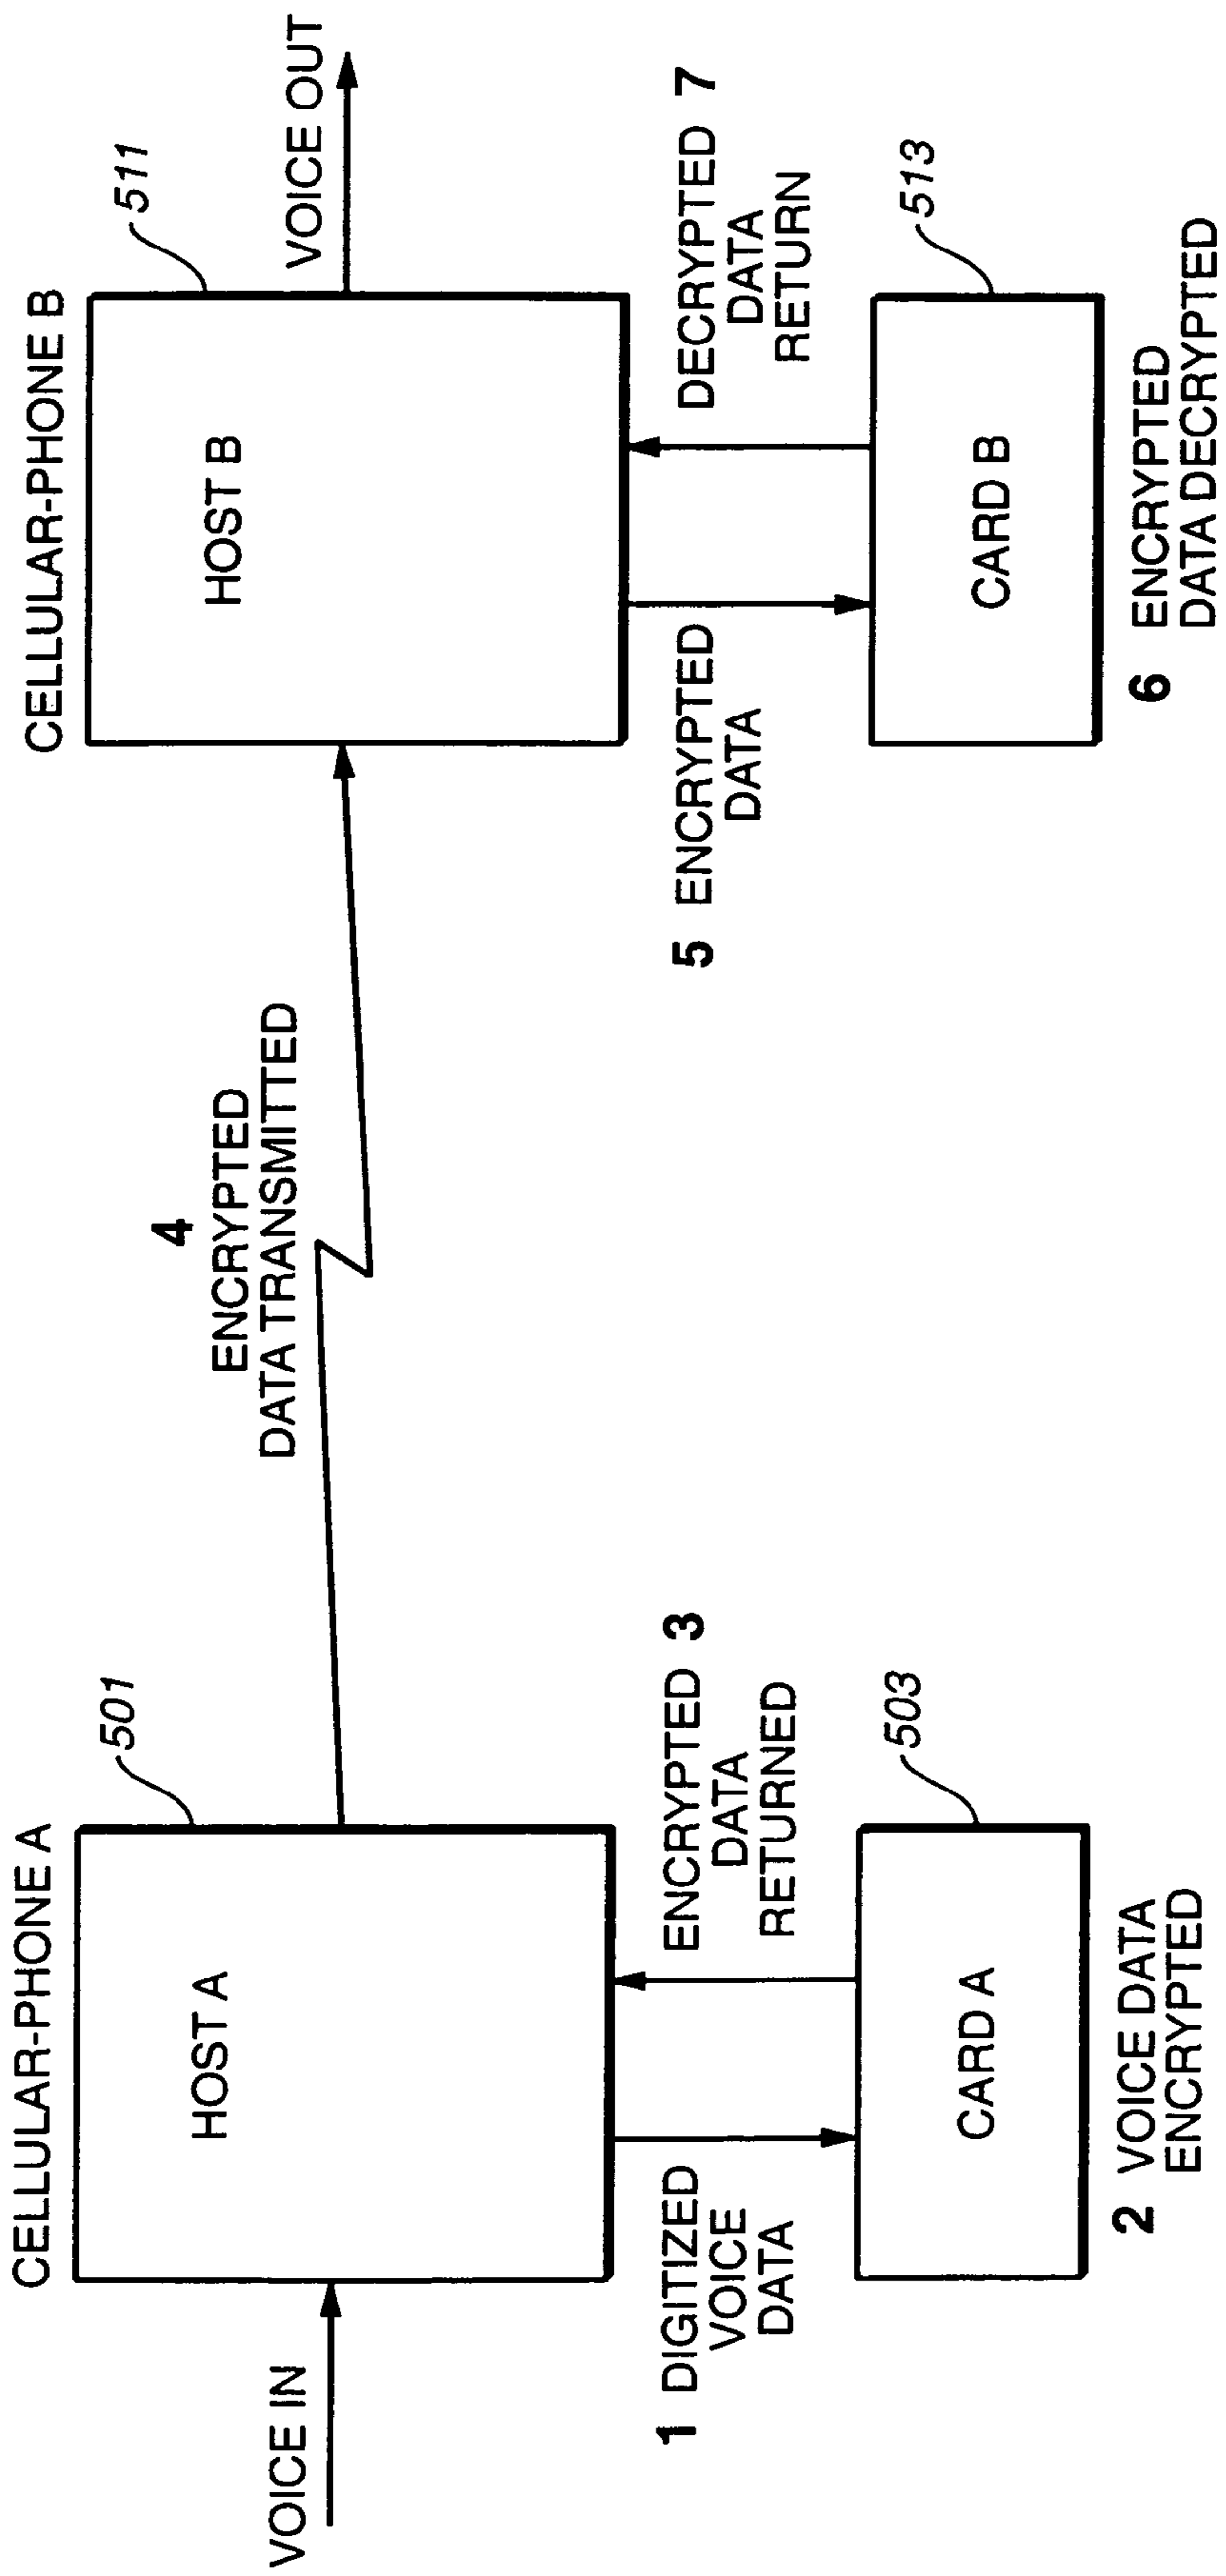 CELLULAR-PHONE A
501
HOST A
VOICE IN
1 DIGITIZED
VOICE
DATA
ENCRYPTED 3
DATA
RETURNED
503
CARD A
2 VOICE DATA
ENCRYPTED
4
ENCRYPTED
DATA TRANSMITTED
CELLULAR-PHONE B
511
HOST B
VOICE OUT
5 ENCRYPTED
DATA
DECRYPTED 7
DATA
RETURN
513
CARD B
6 ENCRYPTED
DATA DECRYPTED